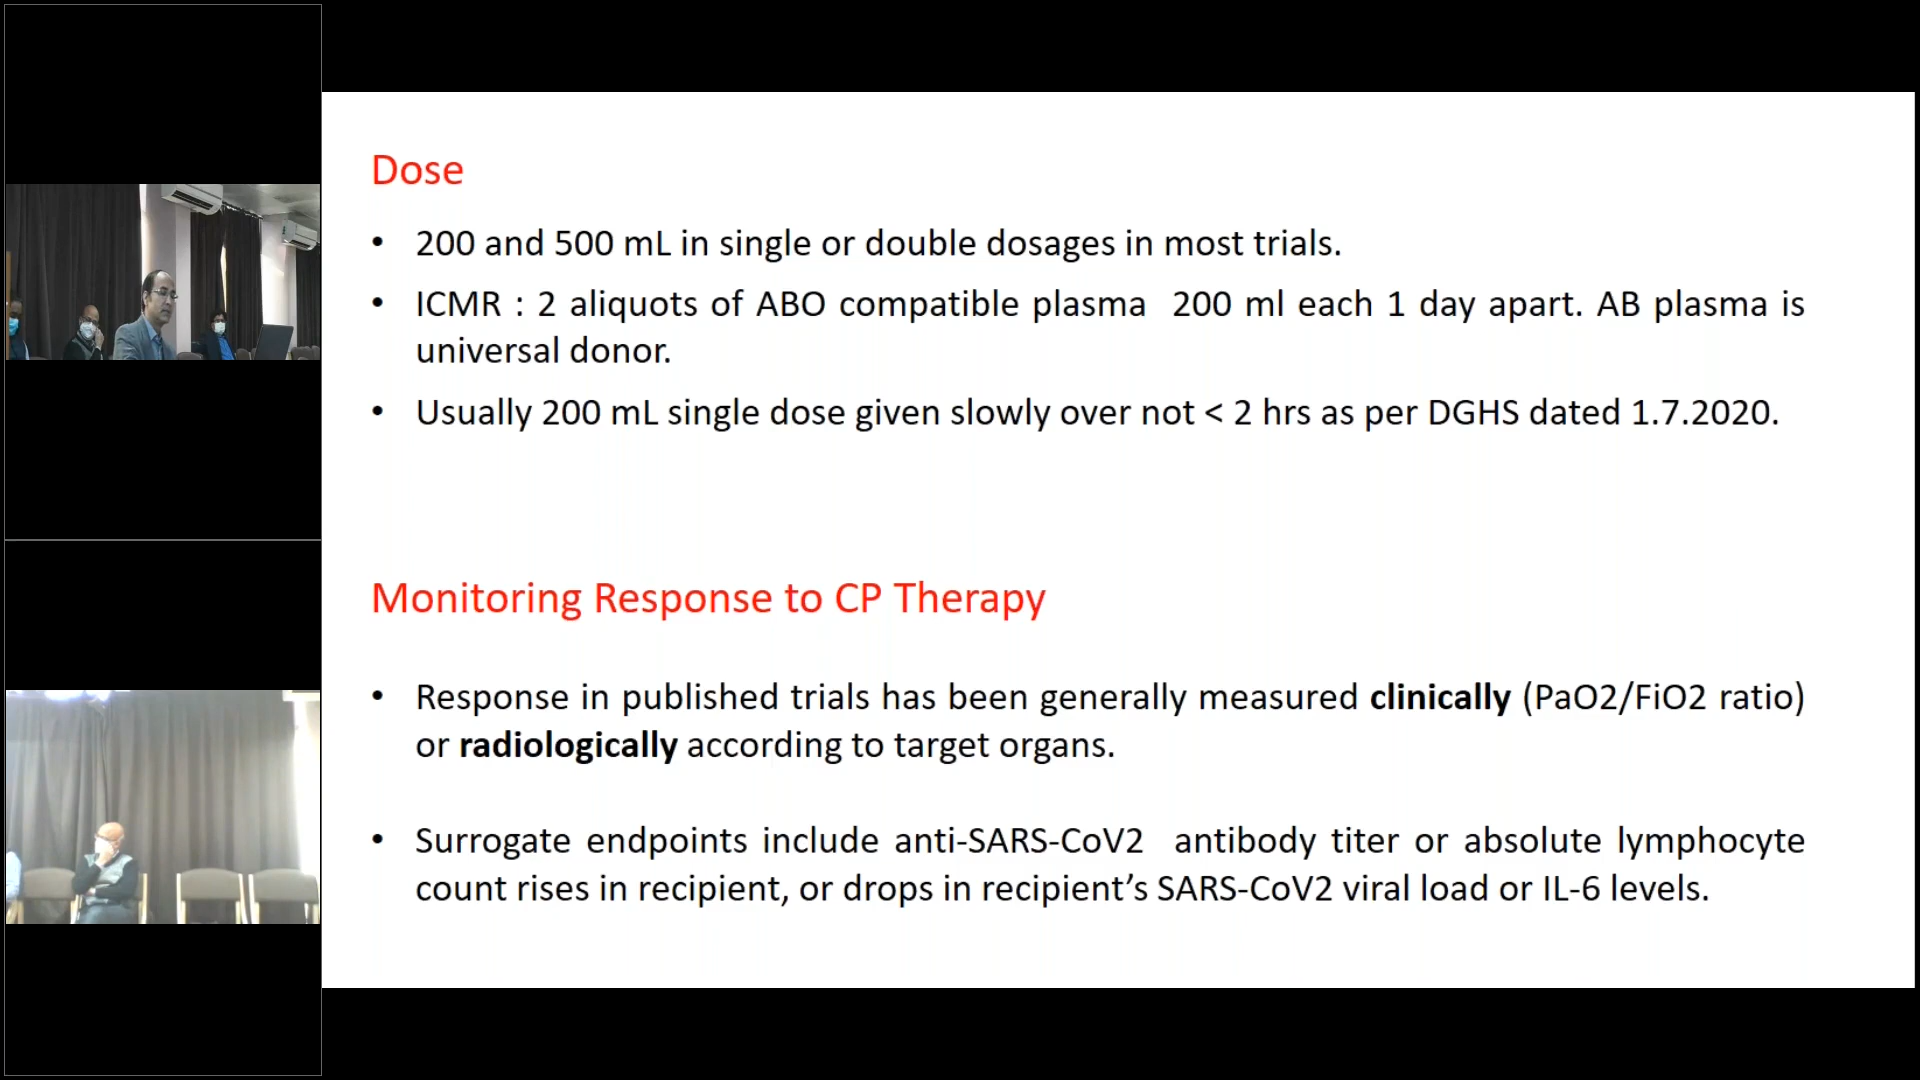 Dose
• 200 and 500 mL in single or double dosages in most trials.
• ICMR : 2 aliquots of ABO compatible plasma  200 ml each 1 day apart. AB plasma is
universal donor.
• Usually 200 mL single dose given slowly over not < 2 hrs as per DGHS dated 1.7.2020.
Monitoring Response to CP Therapy
• Response in published trials has been generally measured clinically (PaO2/FiO2 ratio)
or radiologically according to target organs.
• Surrogate endpoints include anti-SARS-CoV2  antibody titer or absolute lymphocyte
count rises in recipient, or drops in recipient’s SARS-CoV2 viral load or IL-6 levels.